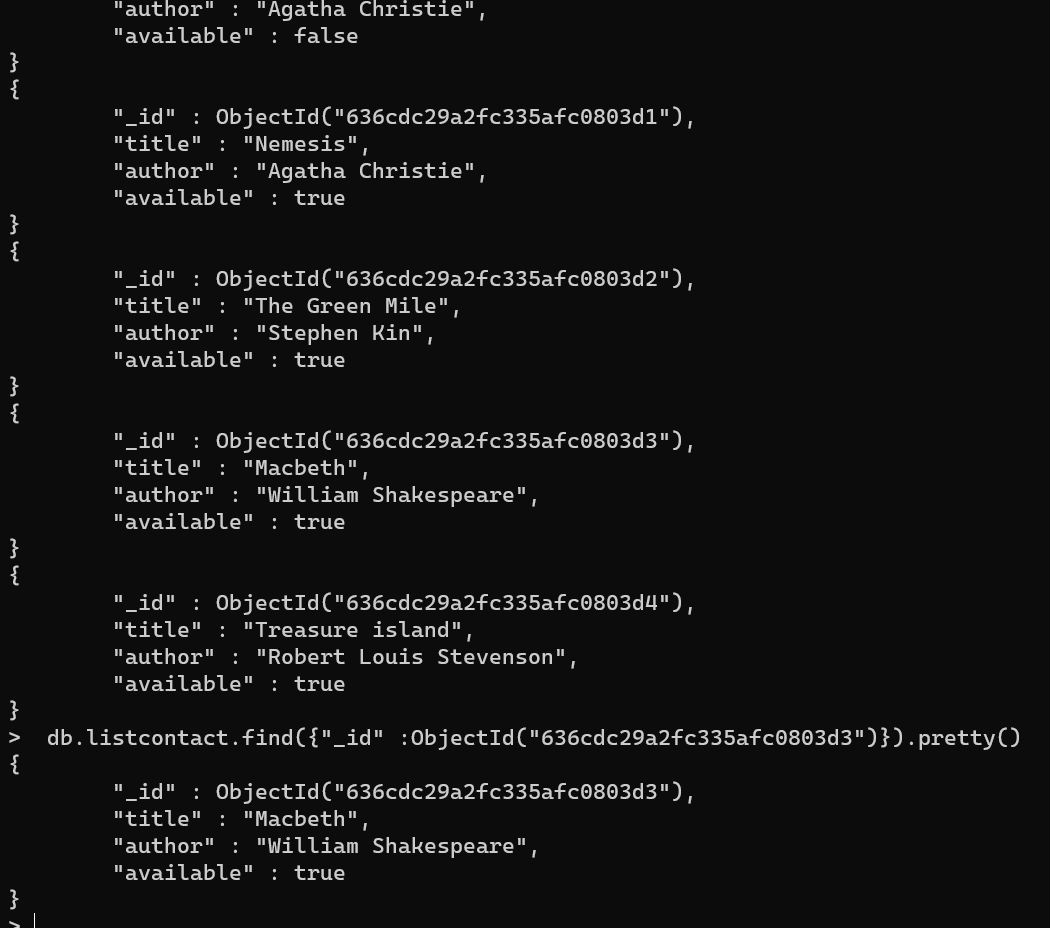 "author" : "Agatha Christie",
"available" : false
}
{
"_id" : ObjectId("636cdc29a2fc335afc0803d1"),
"title" : "Nemesis",
"author" : "Agatha Christie",
"available" : true
}
{
"_id" : ObjectId("636cdc29a2fc335afc0803d2"),
"title" : "The Green Mile",
"author" : "Stephen Kin",
"available" : true
}
{
"_id" : ObjectId("636cdc29a2fc335afc0803d3"),
"title" : "Macbeth",
"author" : "William Shakespeare",
"available" : true
}
{
"_id" : ObjectId("636cdc29a2fc335afc0803d4"),
"title" : "Treasure island",
"author" : "Robert Louis Stevenson",
"available" : true
}
>  db.listcontact.find({"_id" :ObjectId("636cdc29a2fc335afc0803d3")}).pretty()
{
"_id" : ObjectId("636cdc29a2fc335afc0803d3"),
"title" : "Macbeth",
"author" : "William Shakespeare",
"available" : true
}
>